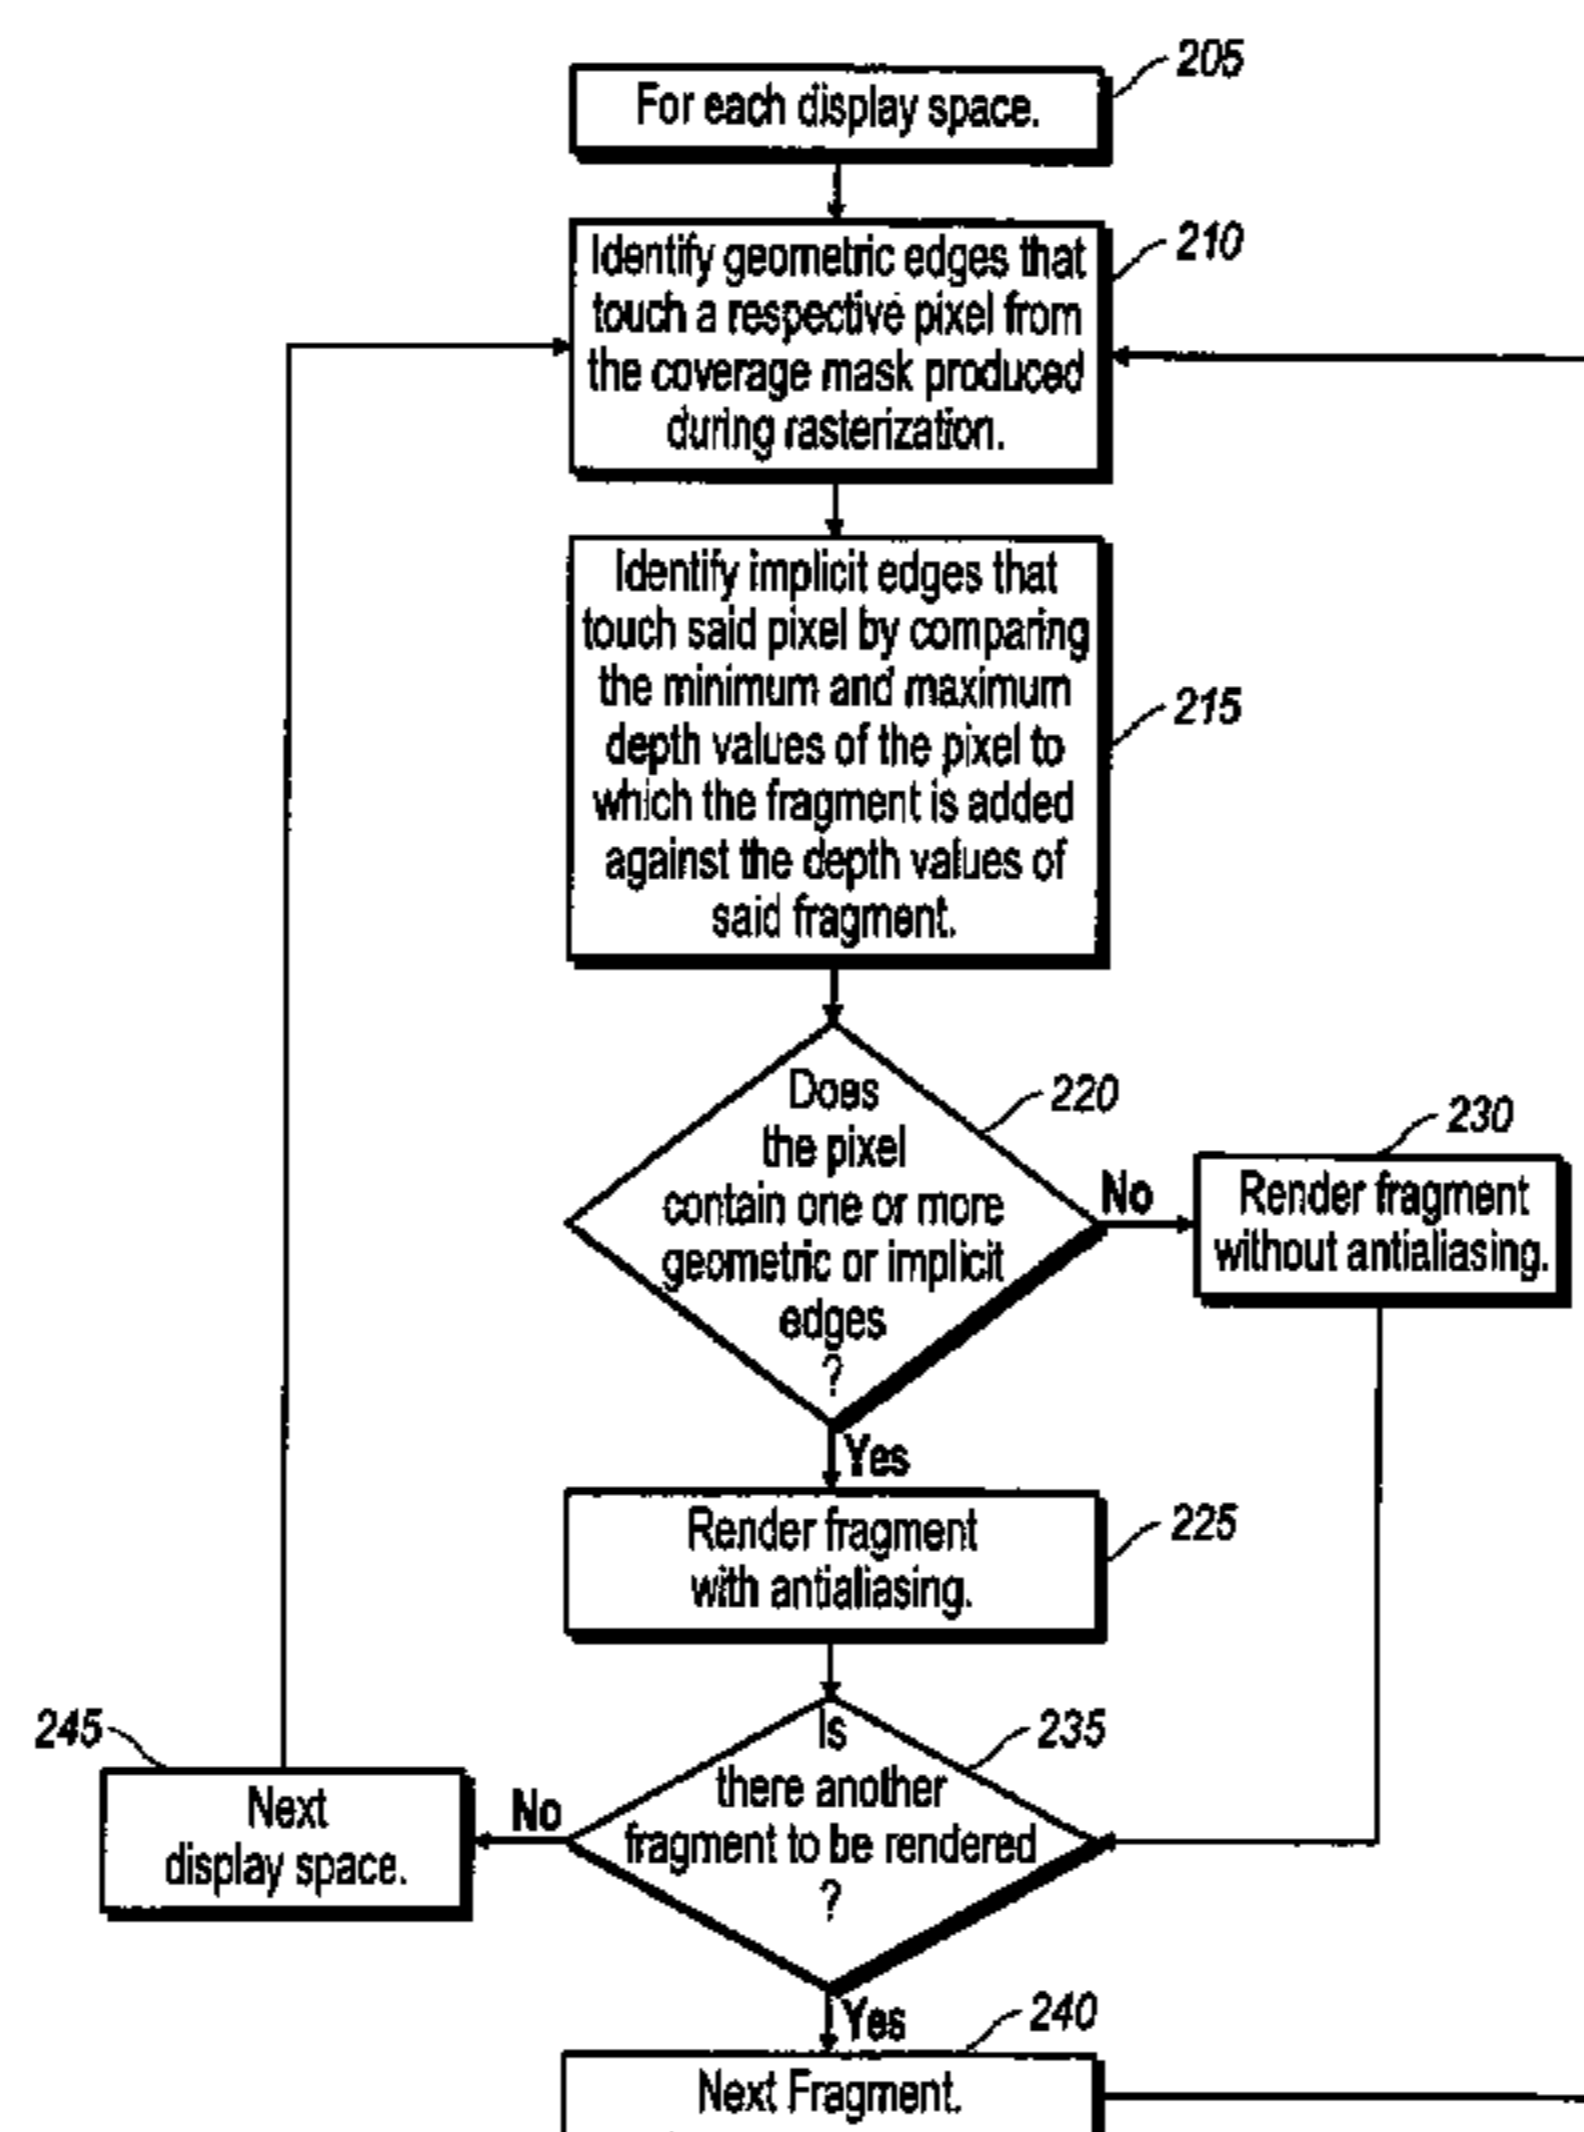 205
For each display space.
210
Identify geometric edges that
touch a respective pixel from
the coverage mask produced
during rasterization.
215
Identify implicit edges that
touch said pixel by comparing
the minimum and maximum
depth values of the pixel to
which the fragment is added
against the depth values of
said fragment.
220
Does
the pixel
contain one or more
geometric or implicit
edges
?
No
230
Render fragment
without antialiasing.
Yes
225
Render fragment
with antialiasing.
235
Is
there another
fragment to be rendered
?
No
245
Next
display space.
Yes
240
Next Fragment.